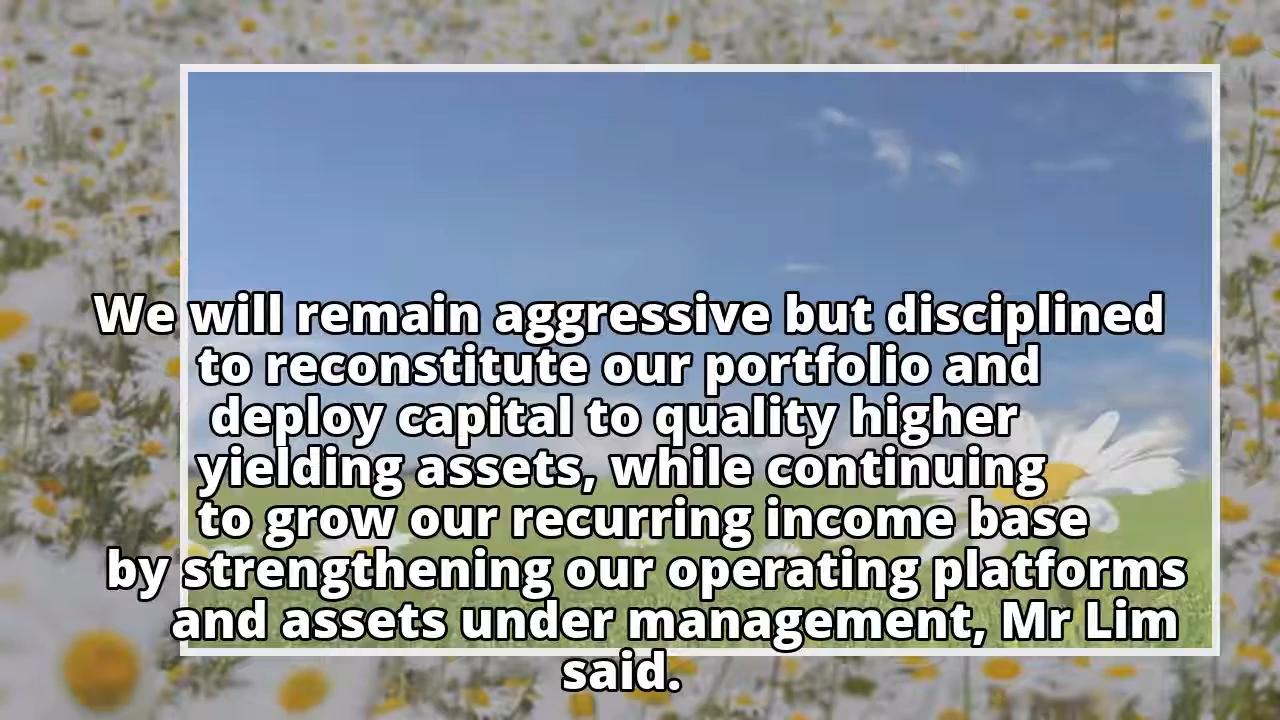 We will remain aggressive but disciplined
to reconstitute our portfolio and
deploy capital to quality higher
yielding assets, while continuing
to grow our recurring income base
by strengthening our operating platforms
and assets under management, Mr Lim
said.